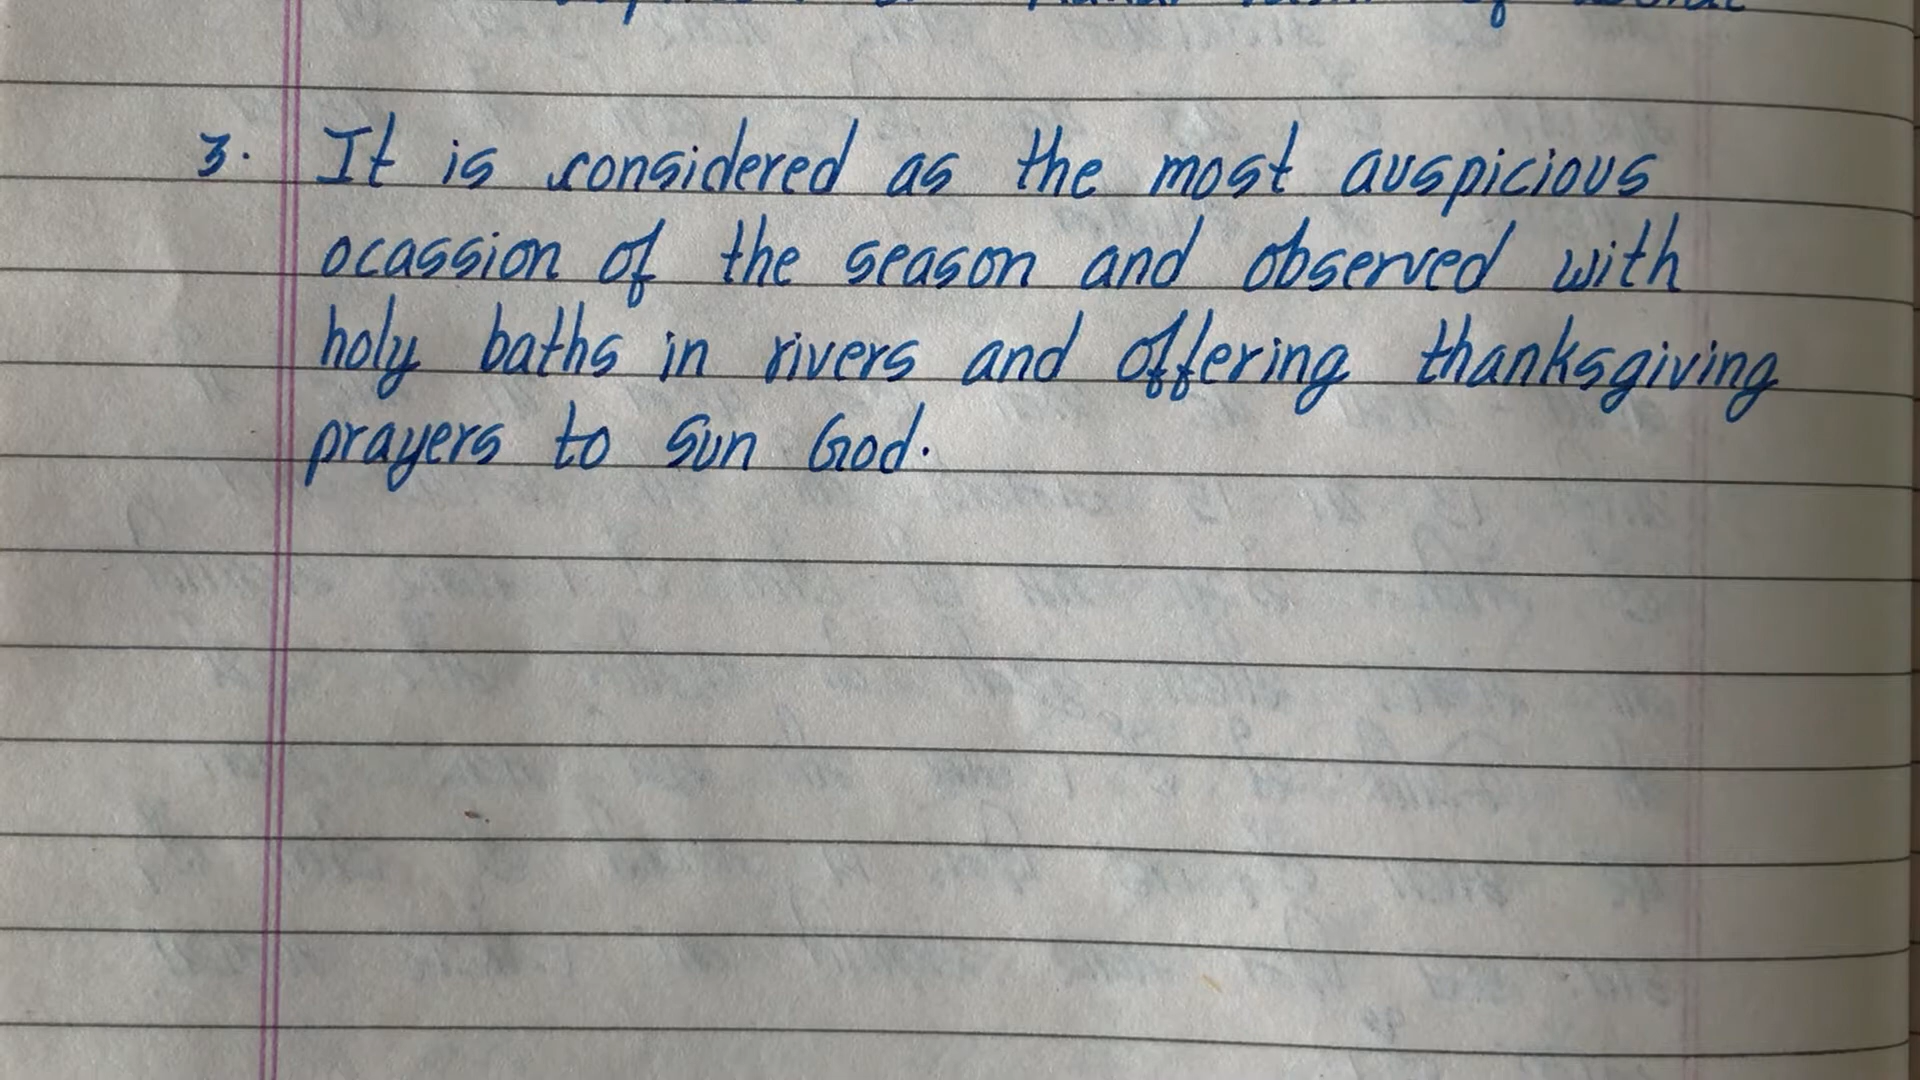 of
3. It is considered as the most auspicious
ocassion of the season and observed with
holy baths in rivers and offering thanksgiving
prayers to Sun God.